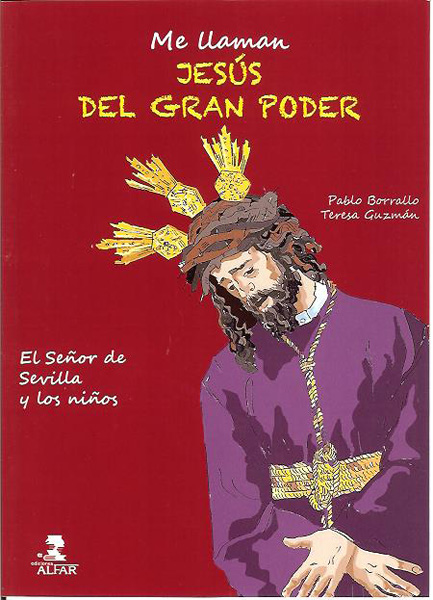 Me llaman
JESÚS
DEL GRAN PODER
Pablo Borrallo
Teresa Guzmán
El Señor de
Sevilla
y los niños
ediciones
ALFAR